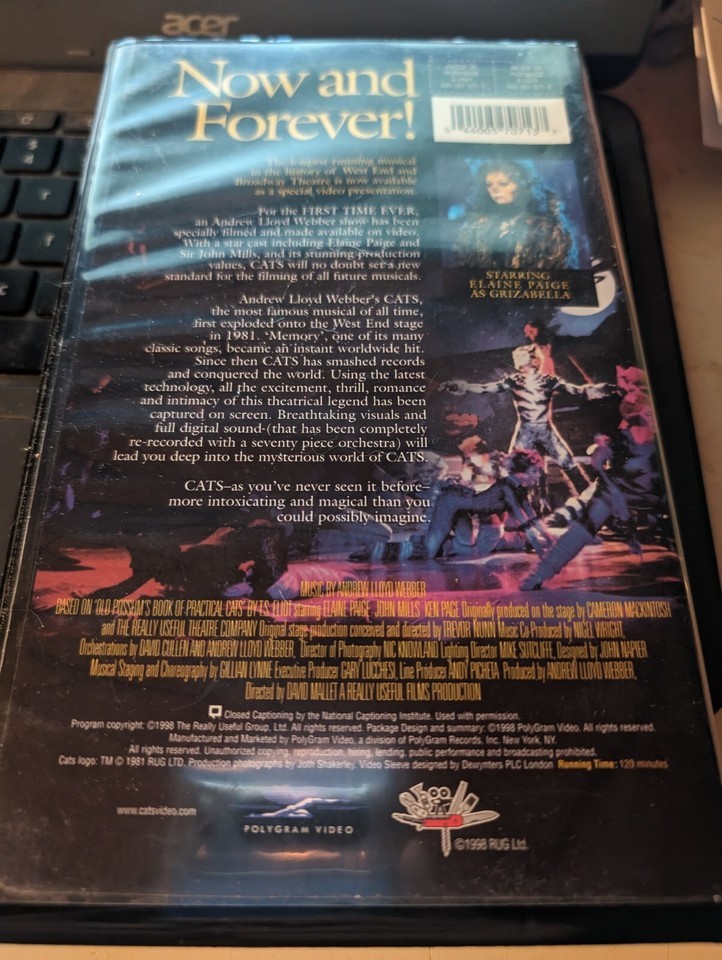 acer
Now and
Forever!
The longest running musical
in the history of West End and
Broadway Theatre is now available
as a special video presentation.
For the FIRST TIME EVER,
an Andrew Lloyd Webber show has been
specially filmed and made available on video.
With a star cast including Elaine Paige and
Sir John Mills, and its stunning production
values, CATS will no doubt set a new
standard for the filming of all future musicals.
STARRING
ELAINE PAIGE
AS GRIZABELLA
Andrew Lloyd Webber's CATS,
the most famous musical of all time,
first exploded onto the West End stage
in 1981. 'Memory', one of its many
classic songs, became an instant worldwide hit.
Since then CATS has smashed records
and conquered the world. Using the latest
technology, all the excitement, thrill, romance
and intimacy of this theatrical legend has been
captured on screen. Breathtaking visuals and
full digital sound-(that has been completely
re-recorded with a seventy piece orchestra) will
lead you deep into the mysterious world of CATS.
CATS–as you've never seen it before–
more intoxicating and magical than you
could possibly imagine.
MUSIC BY ANDREW LLOYD WEBBER
BASED ON 'OLD POSSUM'S BOOK OF PRACTICAL CATS' BY T.S. ELIOT starring ELAINE PAIGE JOHN MILLS KEN PAGE Originally produced on the stage by CAMERON MACKINTOSH
and THE REALLY USEFUL THEATRE COMPANY Original stage production conceived and directed by TREVOR NUNN Music Co-Produced by NIGEL WRIGHT,
Orchestrations by DAVID CULLEN AND ANDREW LLOYD WEBBER, Director of Photography NIC KNOWLAND Lighting Director MIKE SUTCLIFFE, Designed by JOHN NAPIER
Musical Staging and Choreography by GILLIAN LYNNE Executive Producer GARY LUCCHESI, Line Producer ANDY PICHETA Produced by ANDREW LLOYD WEBBER,
Directed by DAVID MALLET A REALLY USEFUL FILMS PRODUCTION
Closed Captioning by the National Captioning Institute. Used with permission.
Program copyright: ©1998 The Really Useful Group, Ltd. All rights reserved. Package Design and summary: ©1998 PolyGram Video. All rights reserved.
Manufactured and Marketed by PolyGram Video, a division of PolyGram Records, Inc. New York, NY.
All rights reserved. Unauthorized copying, reproduction, hiring, lending, public performance and broadcasting prohibited.
Cats logo: TM © 1981 RUG LTD. Production photographs by Joth Shakerley. Video Sleeve designed by Dewynters PLC London Running Time: 120 minutes
www.catsvideo.com
POLYGRAM VIDEO
©1998 RUG Ltd.